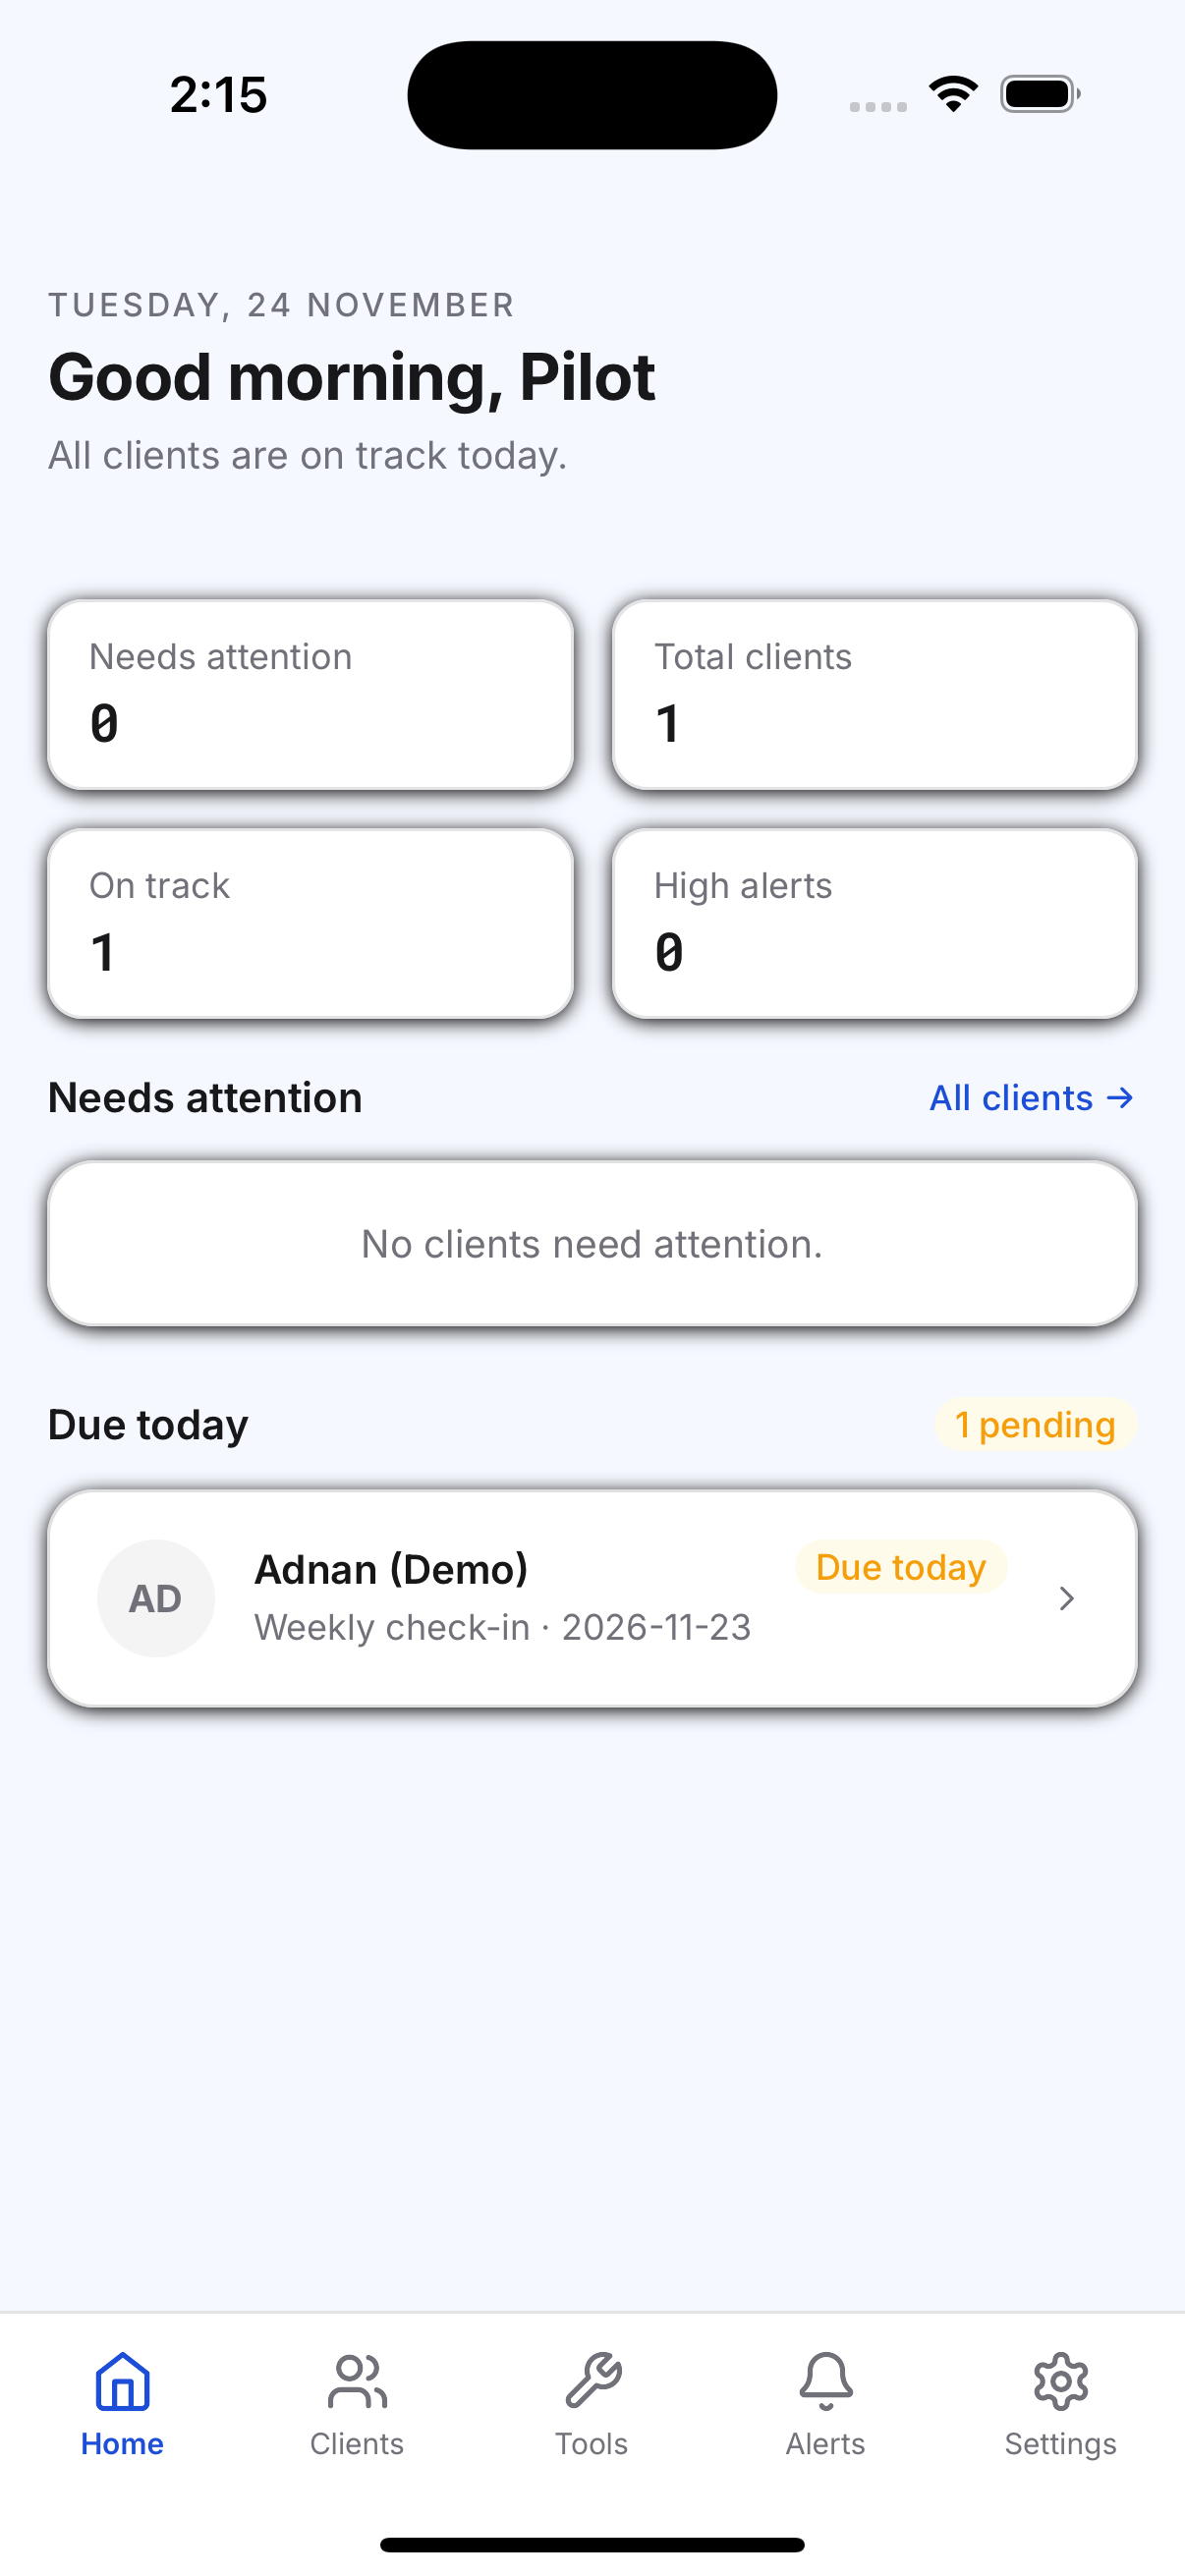 2:15
TUESDAY, 24 NOVEMBER
Good morning, Pilot
All clients are on track today.
Needs attention
0
Total clients
1
On track
1
High alerts
0
Needs attention
All clients →
No clients need attention.
Due today
1 pending
AD
Adnan (Demo)
Due today
Weekly check-in · 2026-11-23
Home
Clients
Tools
Alerts
Settings